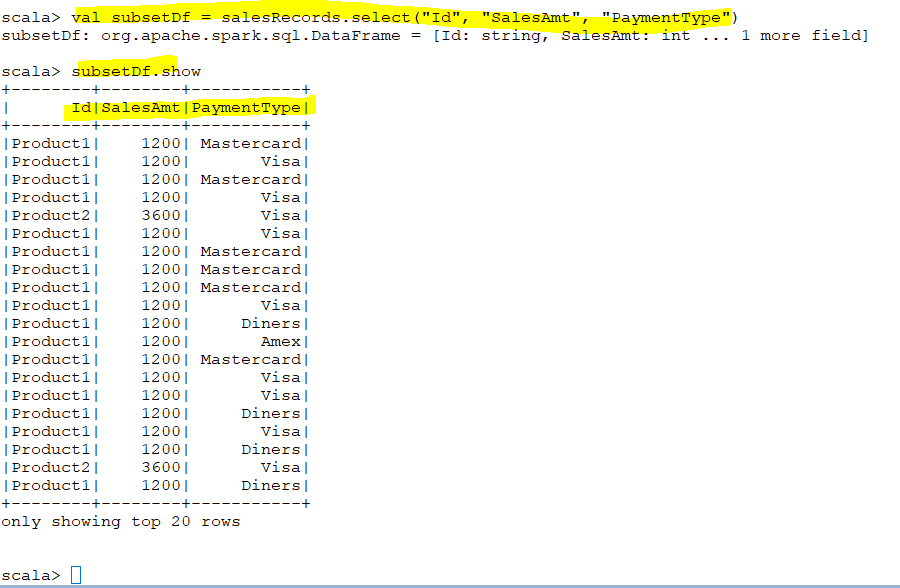 scala> val subsetDf = salesRecords.select("Id", "SalesAmt", "PaymentType")
subsetDf: org.apache.spark.sql.DataFrame = [Id: string, SalesAmt: int ... 1 more field]
scala> subsetDf.show
+--------+--------+-----------+
|      Id|SalesAmt|PaymentType|
+--------+--------+-----------+
|Product1|    1200| Mastercard|
|Product1|    1200|       Visa|
|Product1|    1200| Mastercard|
|Product1|    1200|       Visa|
|Product2|    3600|       Visa|
|Product1|    1200|       Visa|
|Product1|    1200| Mastercard|
|Product1|    1200| Mastercard|
|Product1|    1200| Mastercard|
|Product1|    1200|       Visa|
|Product1|    1200|     Diners|
|Product1|    1200|       Amex|
|Product1|    1200| Mastercard|
|Product1|    1200|       Visa|
|Product1|    1200|       Visa|
|Product1|    1200|     Diners|
|Product1|    1200|       Visa|
|Product1|    1200|     Diners|
|Product2|    3600|       Visa|
|Product1|    1200|     Diners|
+--------+--------+-----------+
only showing top 20 rows
scala>